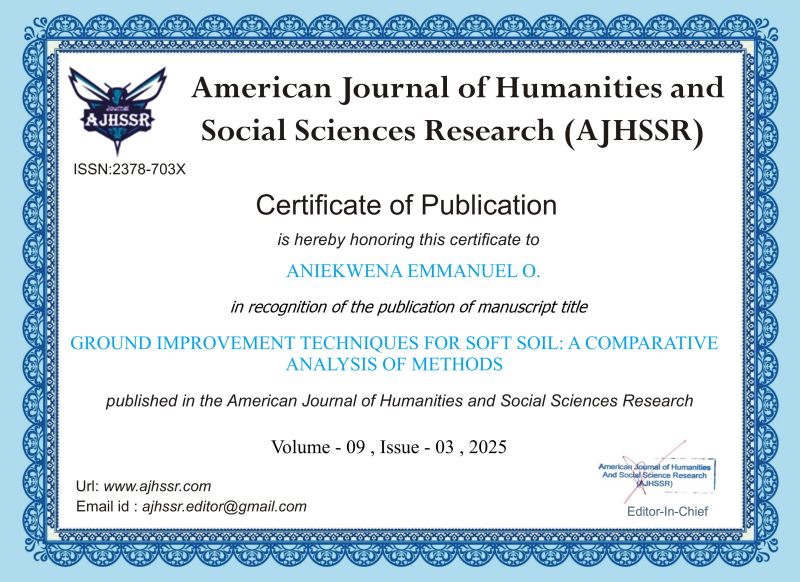 American Journal of Humanities and
Social Sciences Research (AJHSSR)
Journal
AJHSSR
ISSN:2378-703X
Certificate of Publication
is hereby honoring this certificate to
ANIEKWENA EMMANUEL O.
in recognition of the publication of manuscript title
GROUND IMPROVEMENT TECHNIQUES FOR SOFT SOIL: A COMPARATIVE
ANALYSIS OF METHODS
published in the American Journal of Humanities and Social Sciences Research
Volume - 09 , Issue - 03 , 2025
Url: www.ajhssr.com
Email id : ajhssr.editor@gmail.com
American Journal of Humanities
And Social Science Research
(AJHSSR)
Editor-In-Chief